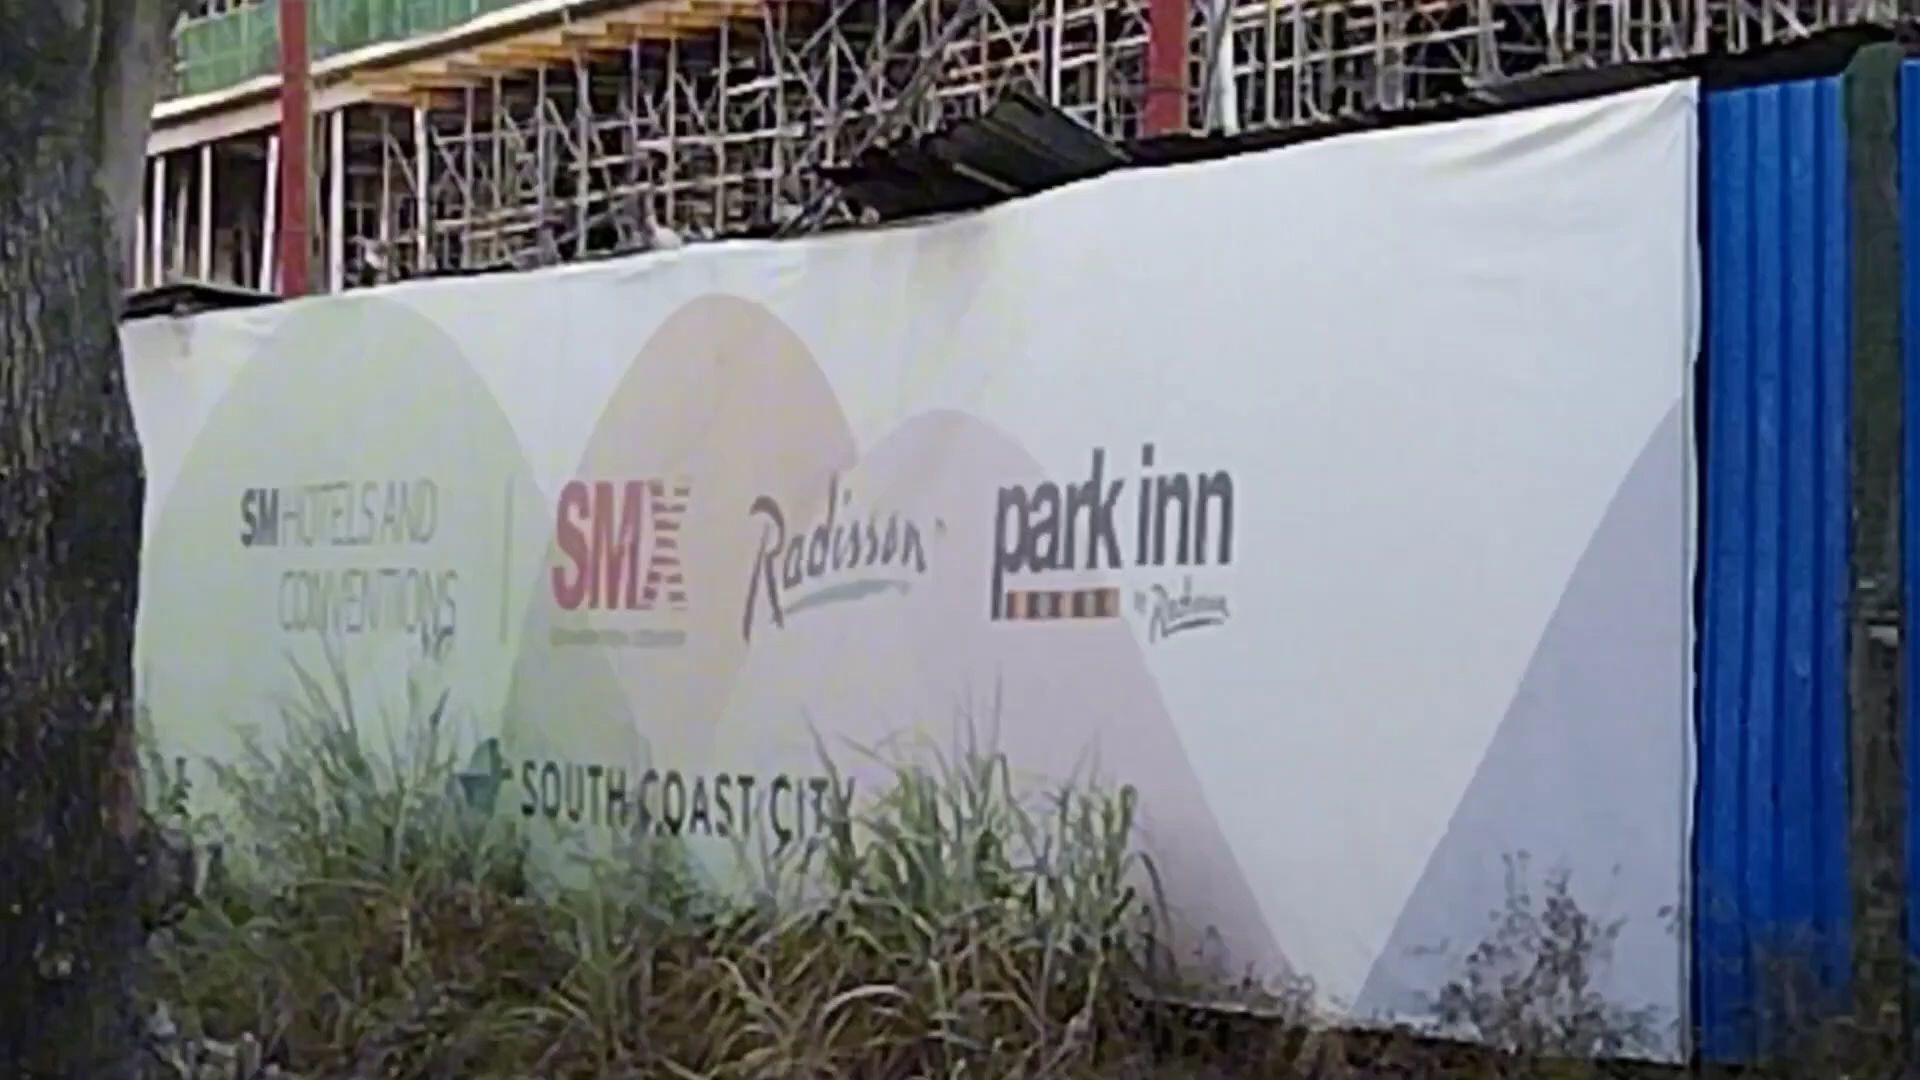 SM HOTELS AND
CONVENTIONS
SMX
Radisson
park inn
by Radisson
SOUTH COAST CITY